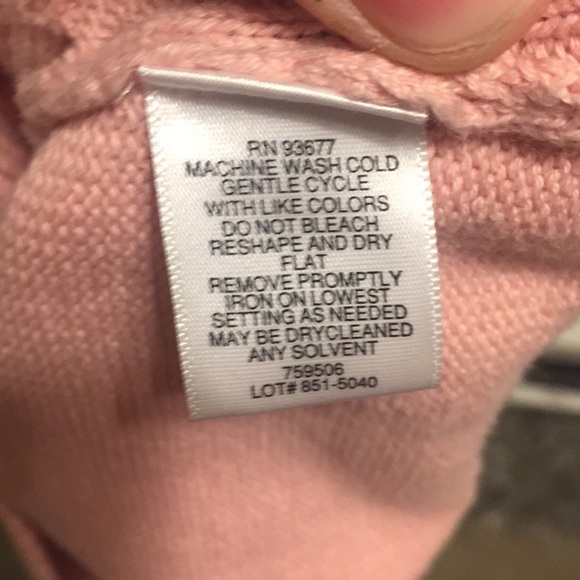 RN 93677
MACHINE WASH COLD
GENTLE CYCLE
WITH LIKE COLORS
DO NOT BLEACH
RESHAPE AND DRY
FLAT
REMOVE PROMPTLY
IRON ON LOWEST
SETTING AS NEEDED
MAY BE DRYCLEANED
ANY SOLVENT
759506
LOT# 851-5040